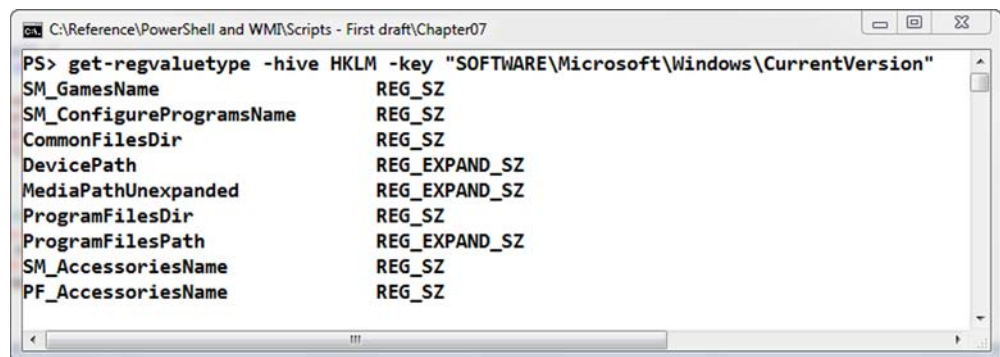 C:\Reference\PowerShell and WMI\Scripts - First draft\Chapter07
PS> get-regvaluetype -hive HKLM -key "SOFTWARE\Microsoft\Windows\CurrentVersion"
SM_GamesName REG_SZ
SM_ConfigureProgramsName REG_SZ
CommonFilesDir REG_SZ
DevicePath REG_EXPAND_SZ
MediaPathUnexpanded REG_EXPAND_SZ
ProgramFilesDir REG_SZ
ProgramFilesPath REG_EXPAND_SZ
SM_AccessoriesName REG_SZ
PF_AccessoriesName REG_SZ